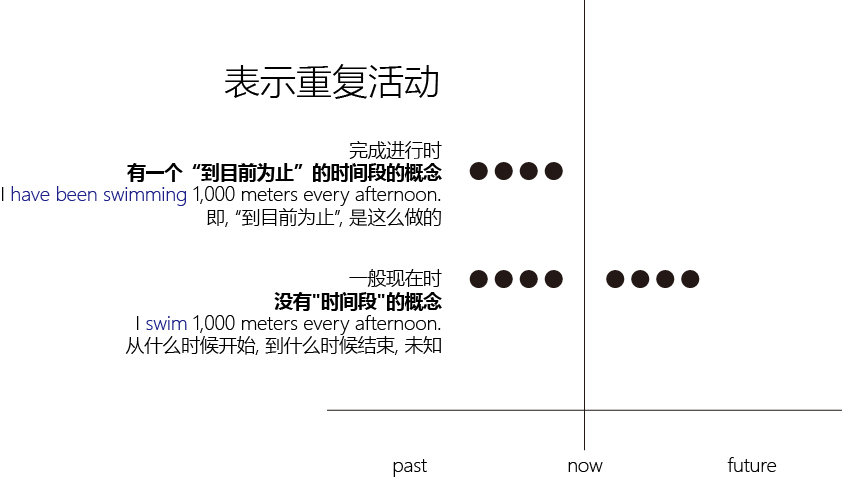 表示重复活动
完成进行时
有一个“到目前为止”的时间段的概念
I have been swimming 1,000 meters every afternoon.
即, “到目前为止”, 是这么做的
一般现在时
没有"时间段"的概念
I swim 1,000 meters every afternoon.
从什么时候开始, 到什么时候结束, 未知
past now future